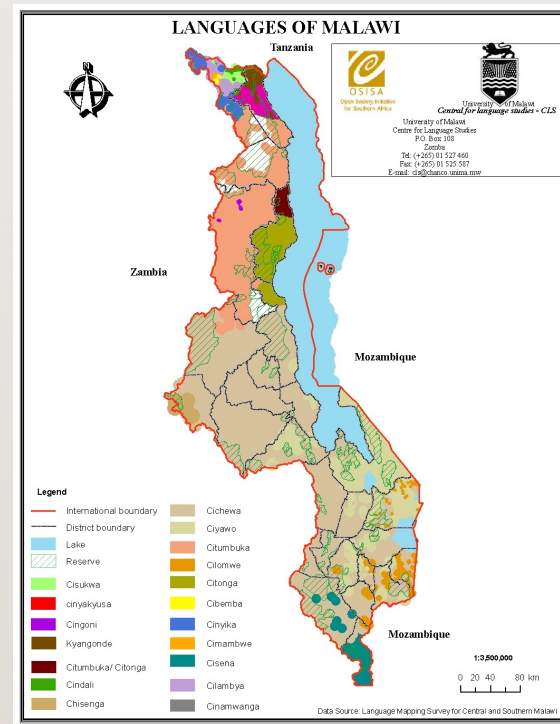 LANGUAGES OF MALAWI
Tanzania
OSISA
Open Society Initiative
for Southern Africa
University of Malawi
Central for language studies - CLS
University of Malawi
Centre for Language Studies
P.O. Box 108
Zomba
Tel: (+265) 01 527 460
Fax: (+265) 01 525 587
E-mail: cls@chanco.unima.mw
Zambia
Mozambique
Mozambique
Legend
International boundary
District boundary
Lake
Reserve
Cisukwa
cinyakyusa
Cingoni
Kyangonde
Citumbuka/ Citonga
Cindali
Chisenga
Cichewa
Ciyawo
Citumbuka
Cilomwe
Citonga
Cibemba
Cinyika
Cimambwe
Cisena
Cilambya
Cinamwanga
1:3,500,000
0 20 40 80 km
Data Source: Language Mapping Survey for Central and Southern Malawi